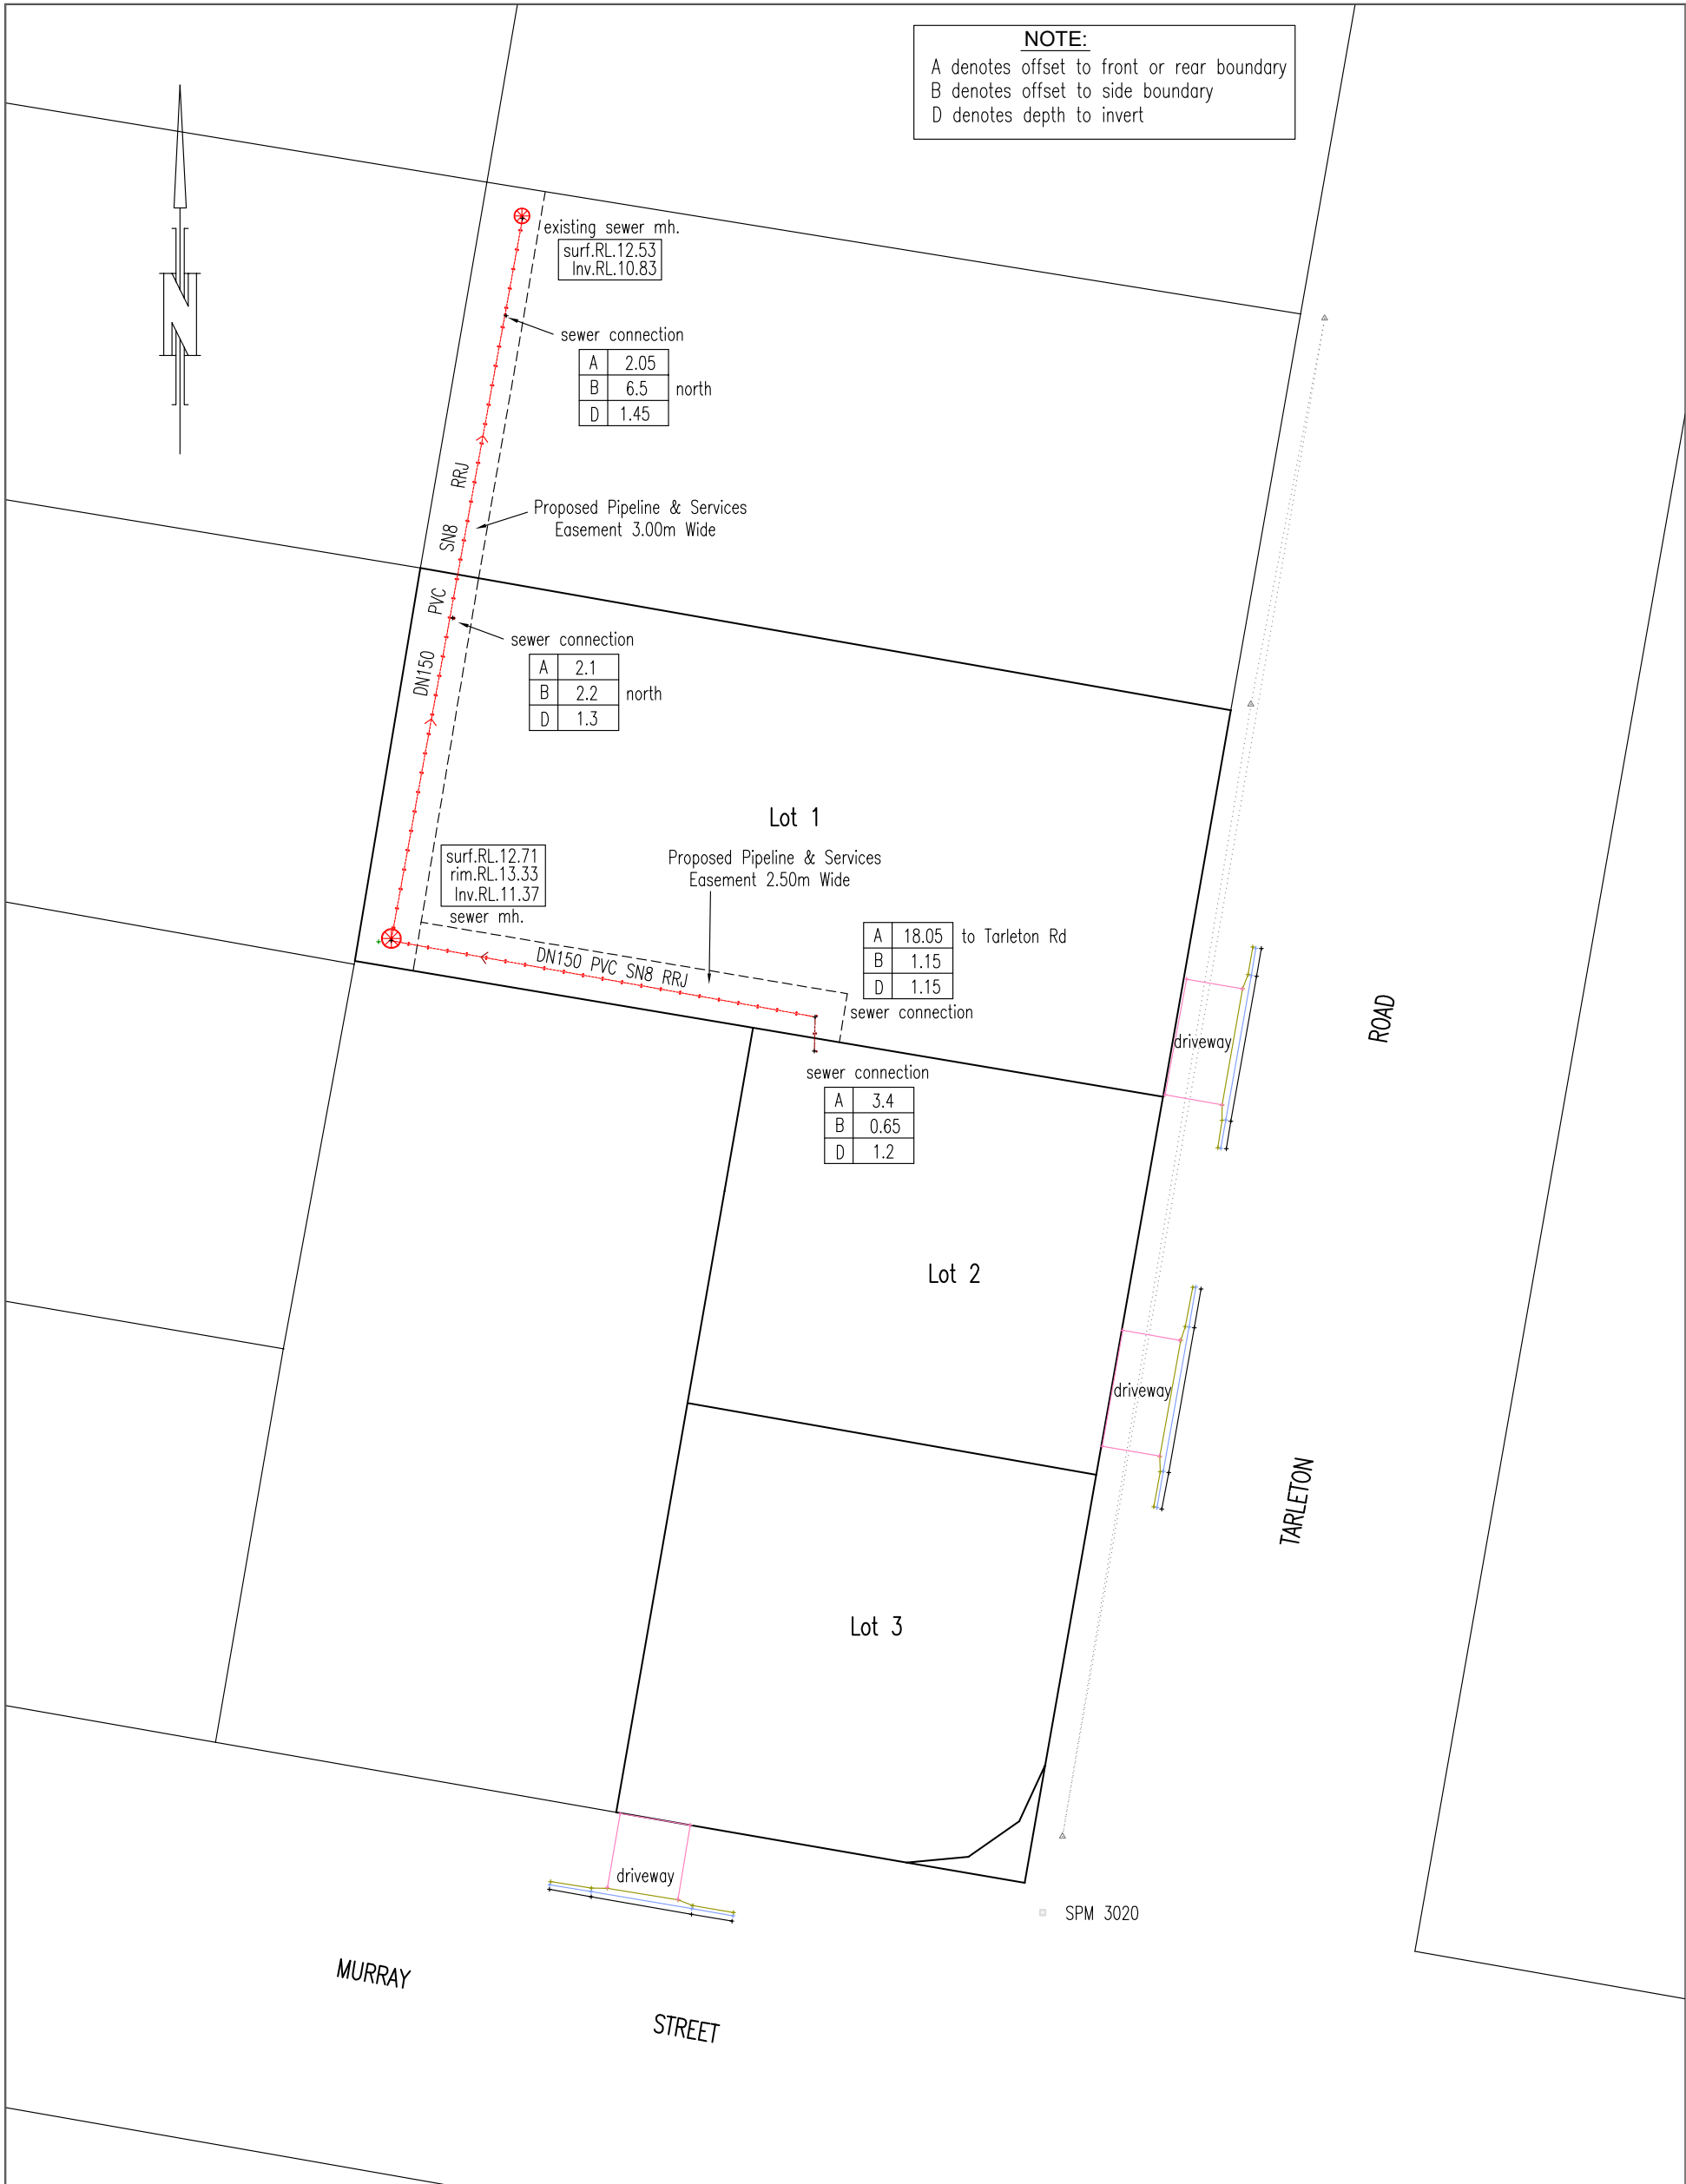 NOTE:
A denotes offset to front or rear boundary
B denotes offset to side boundary
D denotes depth to invert
N
existing sewer mh.
surf.RL.12.53
Inv.RL.10.83
sewer connection
A 2.05
B 6.5 north
D 1.45
Proposed Pipeline & Services
Easement 3.00m Wide
DN150 PVC SN8 RRJ
sewer connection
A 2.1
B 2.2 north
D 1.3
Lot 1
surf.RL.12.71
rim.RL.13.33
Inv.RL.11.37
sewer mh.
Proposed Pipeline & Services
Easement 2.50m Wide
DN150 PVC SN8 RRJ
A 18.05 to Tarleton Rd
B 1.15
D 1.15
sewer connection
sewer connection
A 3.4
B 0.65
D 1.2
driveway
Lot 2
driveway
TARLETON ROAD
Lot 3
driveway
SPM 3020
MURRAY STREET